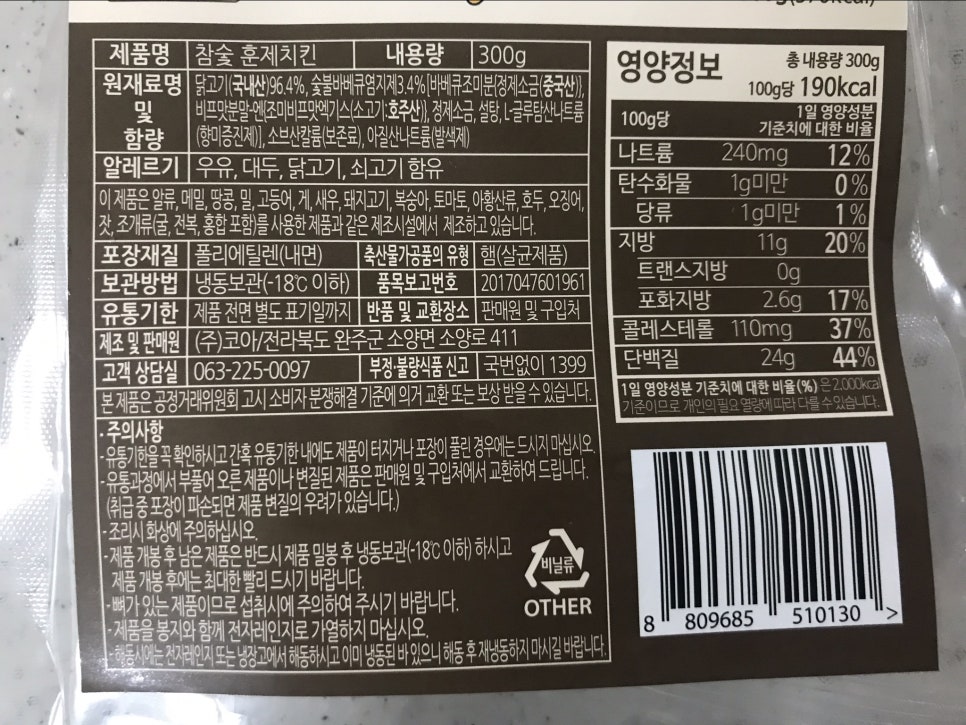 제품명 참숯 훈제치킨 내용량 300g
원재료명 및 함량
닭고기(국내산)96.4%, 숯불바베큐염지제3.4%[바베큐조미분{정제소금(중국산)},
비프맛분말-엔{조미비프맛엑기스(소고기:호주산)}, 정제소금, 설탕, L-글루탐산나트륨
(향미증진제)], 소브산칼륨(보존료), 아질산나트륨(발색제)
알레르기 우유, 대두, 닭고기, 쇠고기 함유
이 제품은 알류, 메밀, 땅콩, 밀, 고등어, 게, 새우, 돼지고기, 복숭아, 토마토, 아황산류, 호두, 오징어,
잣, 조개류(굴, 전복, 홍합 포함)를 사용한 제품과 같은 제조시설에서 제조하고 있습니다.
포장재질 폴리에틸렌(내면) 축산물가공품의 유형 햄(살균제품)
보관방법 냉동보관(-18℃ 이하) 품목보고번호 2017047601961
유통기한 제품 전면 별도 표기일까지 반품 및 교환장소 판매원 및 구입처
제조 및 판매원 (주)코아/전라북도 완주군 소양면 소양로 411
고객 상담실 063-225-0097 부정·불량식품 신고 국번없이 1399
본 제품은 공정거래위원회 고시 소비자 분쟁해결 기준에 의거 교환 또는 보상 받을 수 있습니다.
·주의사항
-유통기한을 꼭 확인하시고 간혹 유통기한 내에도 제품이 터지거나 포장이 풀린 경우에는 드시지 마십시오.
-유통과정에서 부풀어 오른 제품이나 변질된 제품은 판매원 및 구입처에서 교환하여 드립니다.
(취급 중 포장이 파손되면 제품 변질의 우려가 있습니다.)
-조리시 화상에 주의하십시오.
-제품 개봉 후 남은 제품은 반드시 제품 밀봉 후 냉동보관(-18℃ 이하) 하시고
제품 개봉 후에는 최대한 빨리 드시기 바랍니다.
-뼈가 있는 제품이므로 섭취시에 주의하여 주시기 바랍니다.
-제품을 봉지와 함께 전자레인지로 가열하지 마십시오.
-해동시에는 전자레인지 또는 냉장고에서 해동하시고 이미 냉동된 바 있으니 해동 후 재냉동하지 마시길 바랍니다.
비닐류
OTHER
영양정보
총 내용량 300g
100g당 190kcal
100g당
1일 영양성분
기준치에 대한 비율
나트륨 240mg 12%
탄수화물 1g미만 0%
당류 1g미만 1%
지방 11g 20%
트랜스지방 0g
포화지방 2.6g 17%
콜레스테롤 110mg 37%
단백질 24g 44%
1일 영양성분 기준치에 대한 비율(%)은 2,000kcal
기준이므로 개인의 필요 열량에 따라 다를 수 있습니다.
8 809685 510130 >